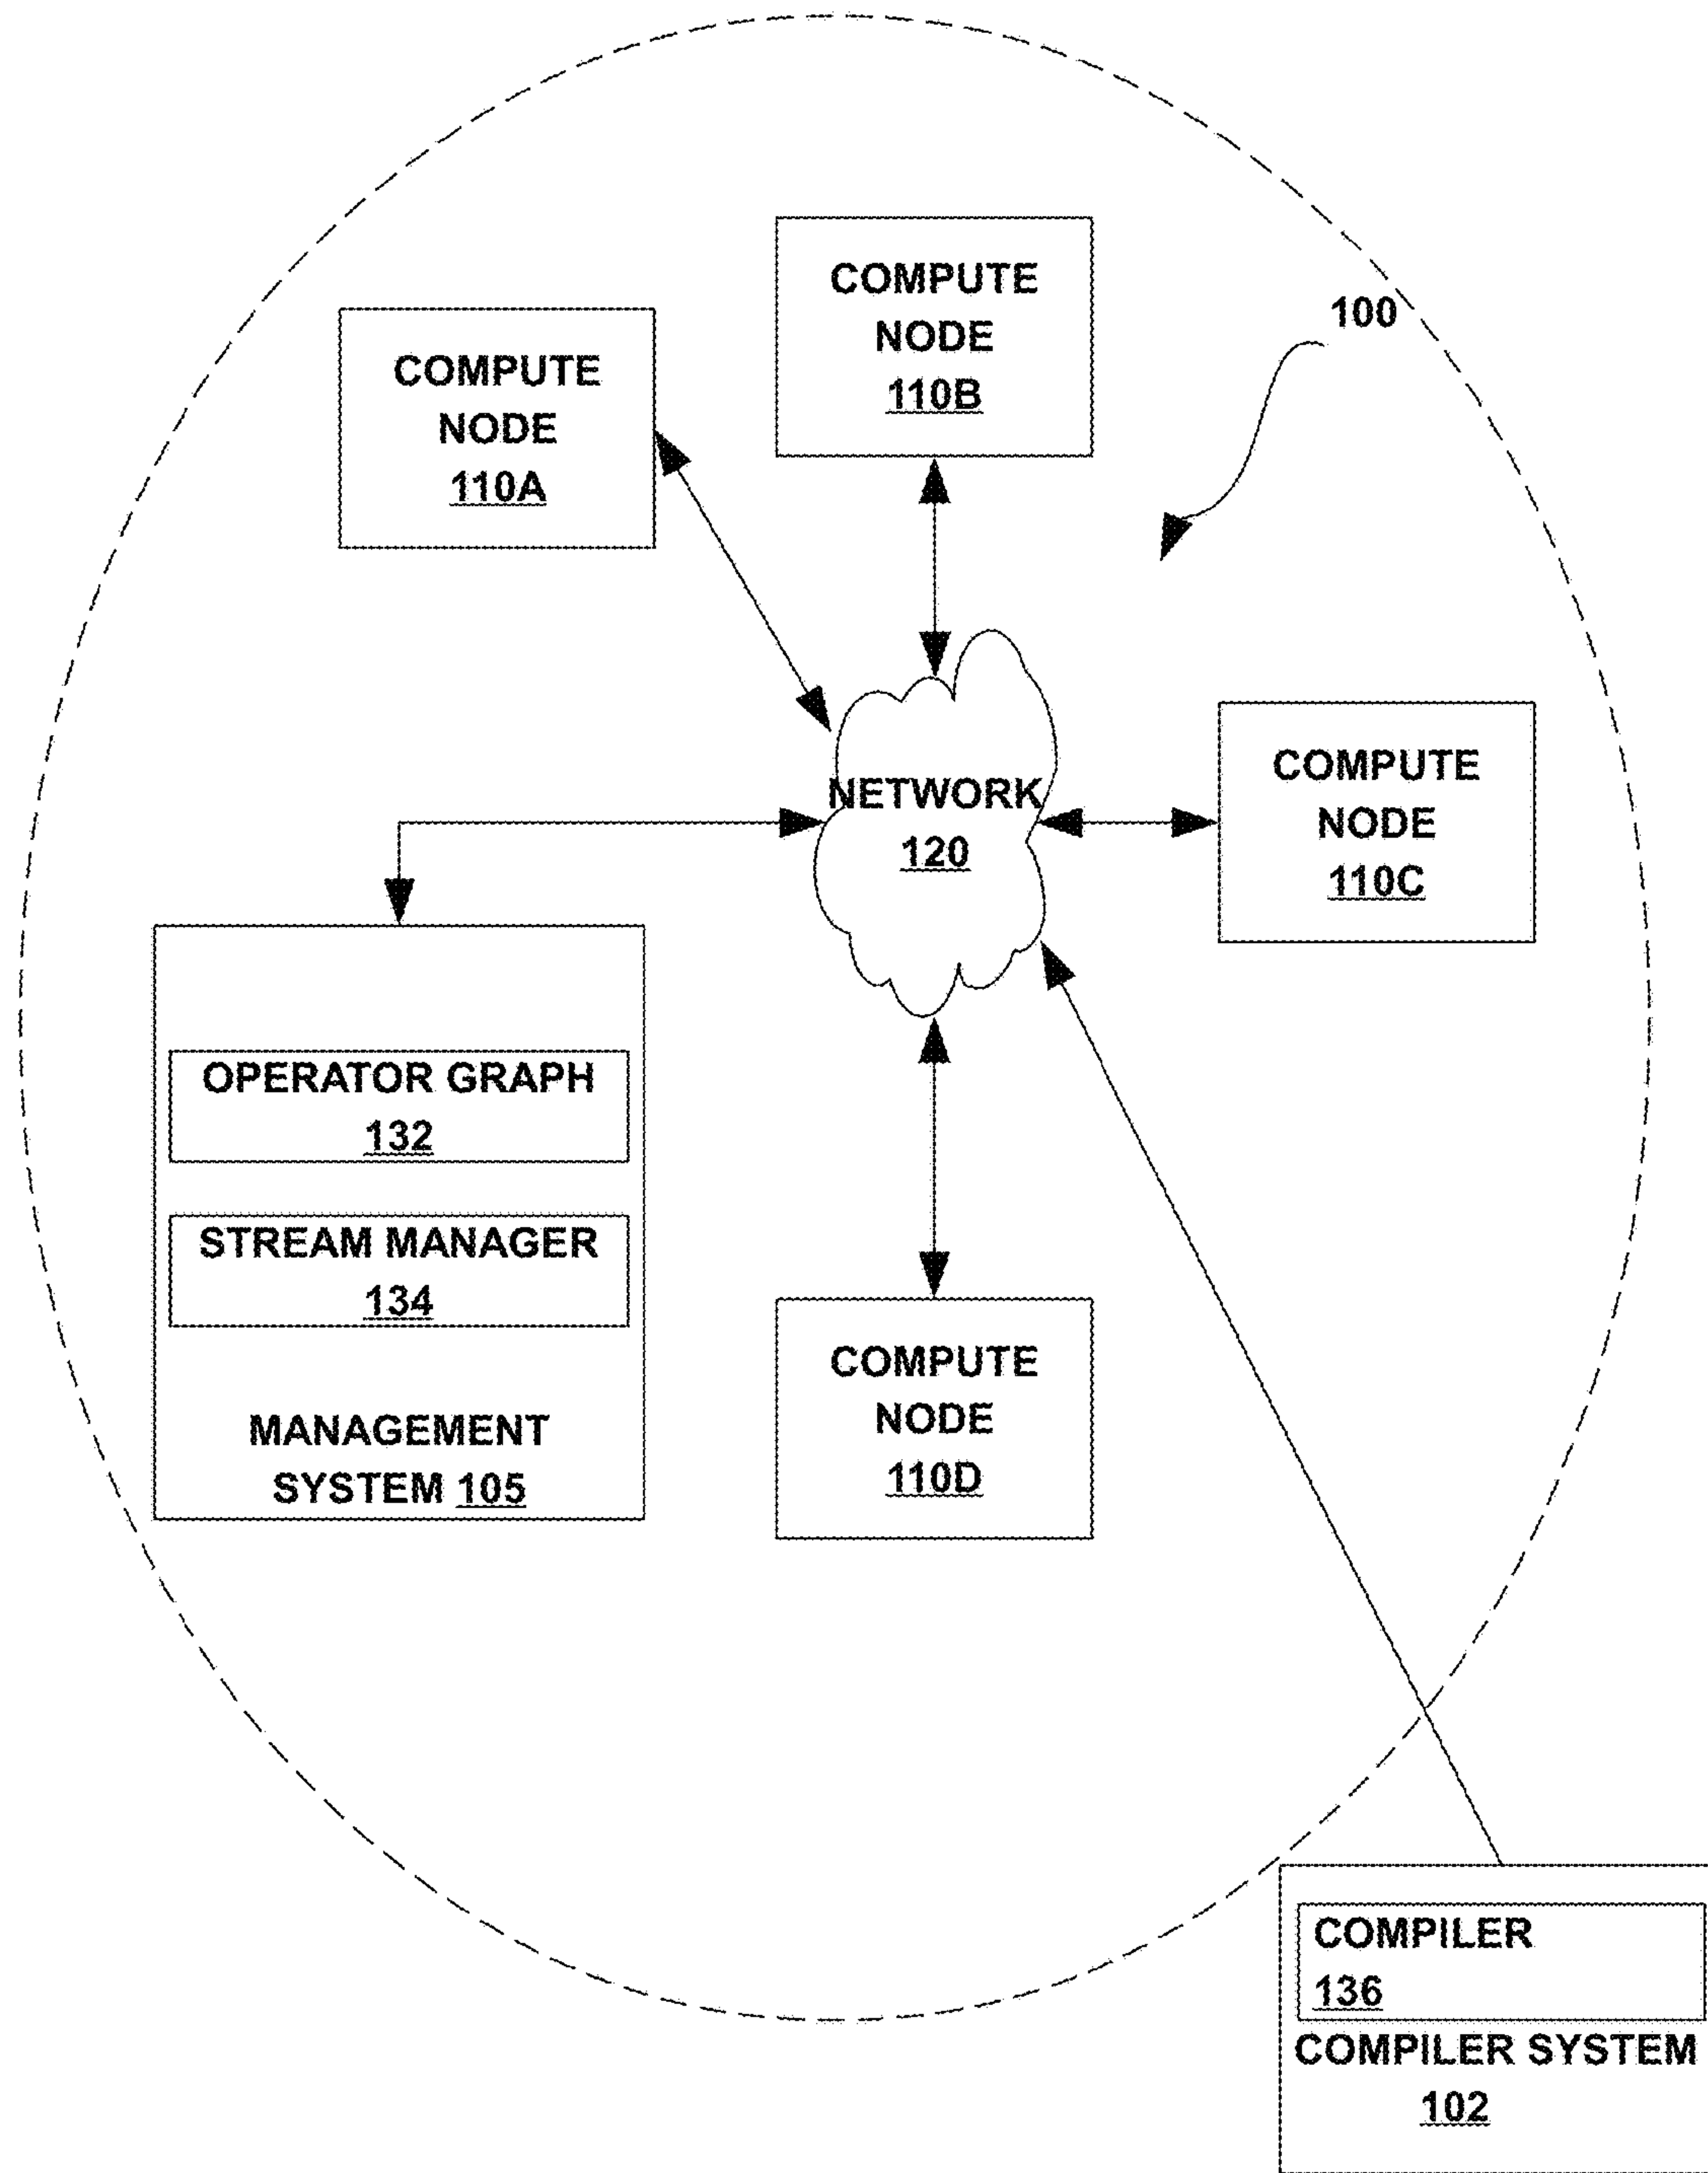 COMPUTE
NODE
110B
100
COMPUTE
NODE
110A
NETWORK
120
COMPUTE
NODE
110C
OPERATOR GRAPH
132
STREAM MANAGER
134
MANAGEMENT
SYSTEM 105
COMPUTE
NODE
110D
COMPILER
136
COMPILER SYSTEM
102